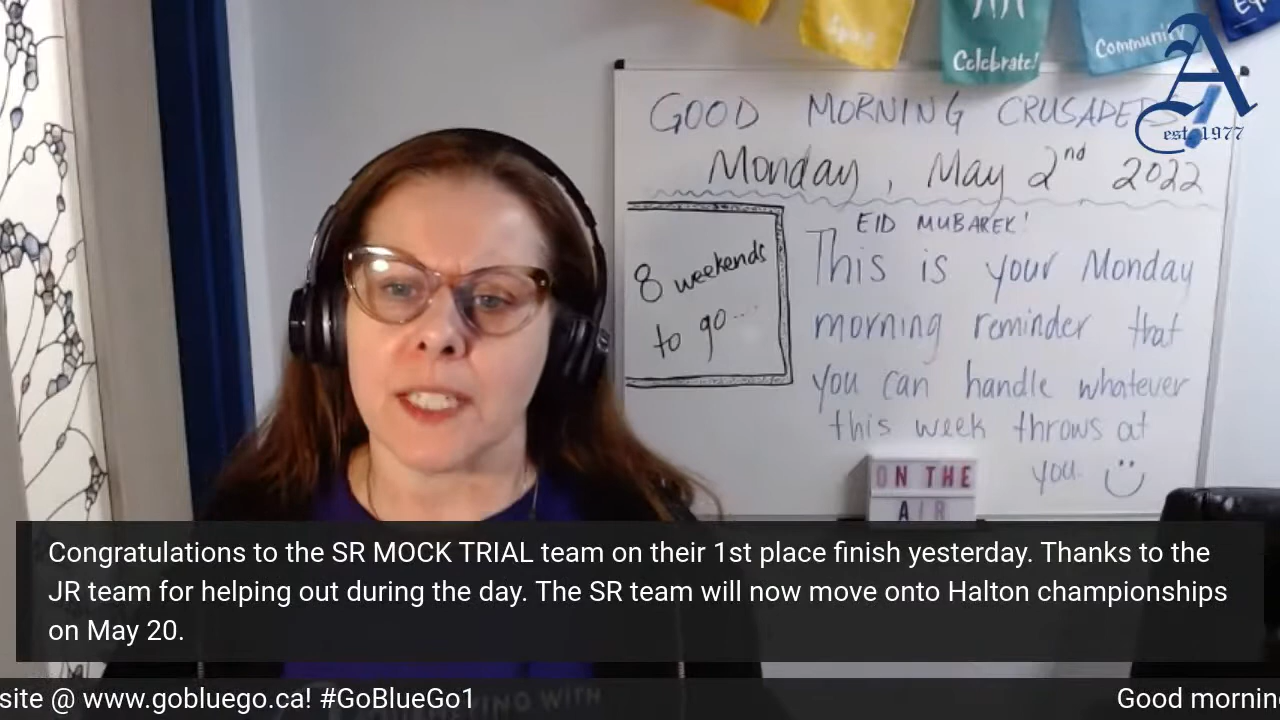 Celebrate!
Community
A
est. 1977
GOOD MORNING CRUSADERS!
Monday, May 2nd 2022
EID MUBAREK!
8 weekends
to go...
This is your Monday
morning reminder that
you can handle whatever
this week throws at
you.
ON THE
AIR
Congratulations to the SR MOCK TRIAL team on their 1st place finish yesterday. Thanks to the
JR team for helping out during the day. The SR team will now move onto Halton championships
on May 20.
WITH
site @ www.gobluego.ca! #GoBlueGo1
Good mornin